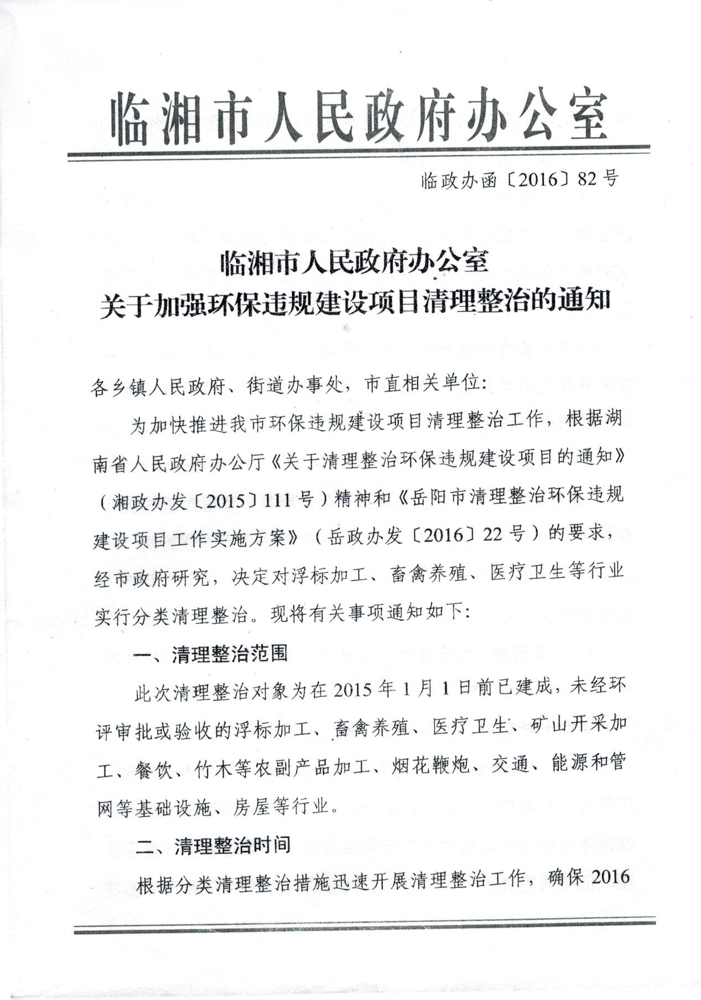 临湘市人民政府办公室
临政办函〔2016〕82号
临湘市人民政府办公室
关于加强环保违规建设项目清理整治的通知
各乡镇人民政府、街道办事处，市直相关单位：
为加快推进我市环保违规建设项目清理整治工作，根据湖
南省人民政府办公厅《关于清理整治环保违规建设项目的通知》
（湘政办发〔2015〕111号）精神和《岳阳市清理整治环保违规
建设项目工作实施方案》（岳政办发〔2016〕22号）的要求，
经市政府研究，决定对浮标加工、畜禽养殖、医疗卫生等行业
实行分类清理整治。现将有关事项通知如下：
一、清理整治范围
此次清理整治对象为在2015年1月1日前已建成，未经环
评审批或验收的浮标加工、畜禽养殖、医疗卫生、矿山开采加
工、餐饮、竹木等农副产品加工、烟花鞭炮、交通、能源和管
网等基础设施、房屋等行业。
二、清理整治时间
根据分类清理整治措施迅速开展清理整治工作，确保2016